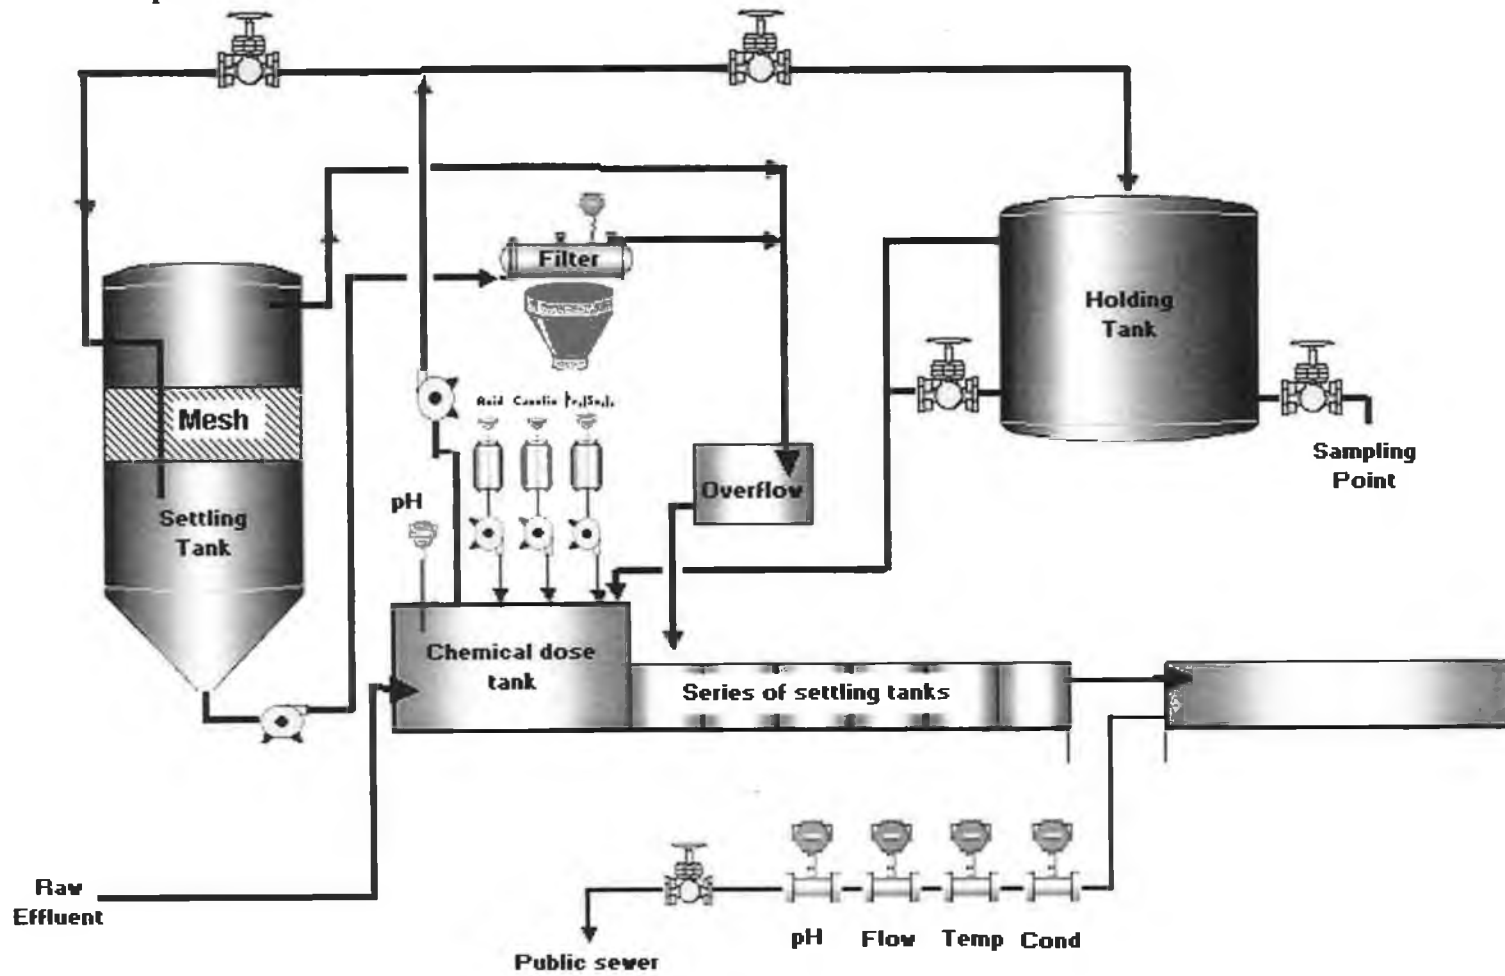 Filter
Holding
Tank
Mesh
Acid
Sampling
Point
Overflow
pH
Settling
Tank
Chemical dose
tank
Series of settling tanks
Raw
Effluent
pH Flow Temp Cond
Public sewer